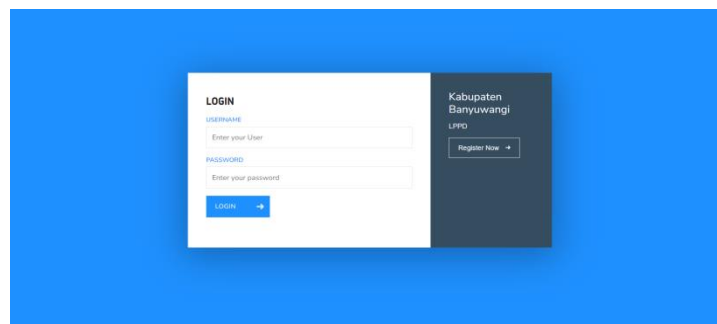 LOGIN
USERNAME
Enter your User
PASSWORD
Enter your password
LOGIN →
Kabupaten
Banyuwangi
LPPD
Register Now →